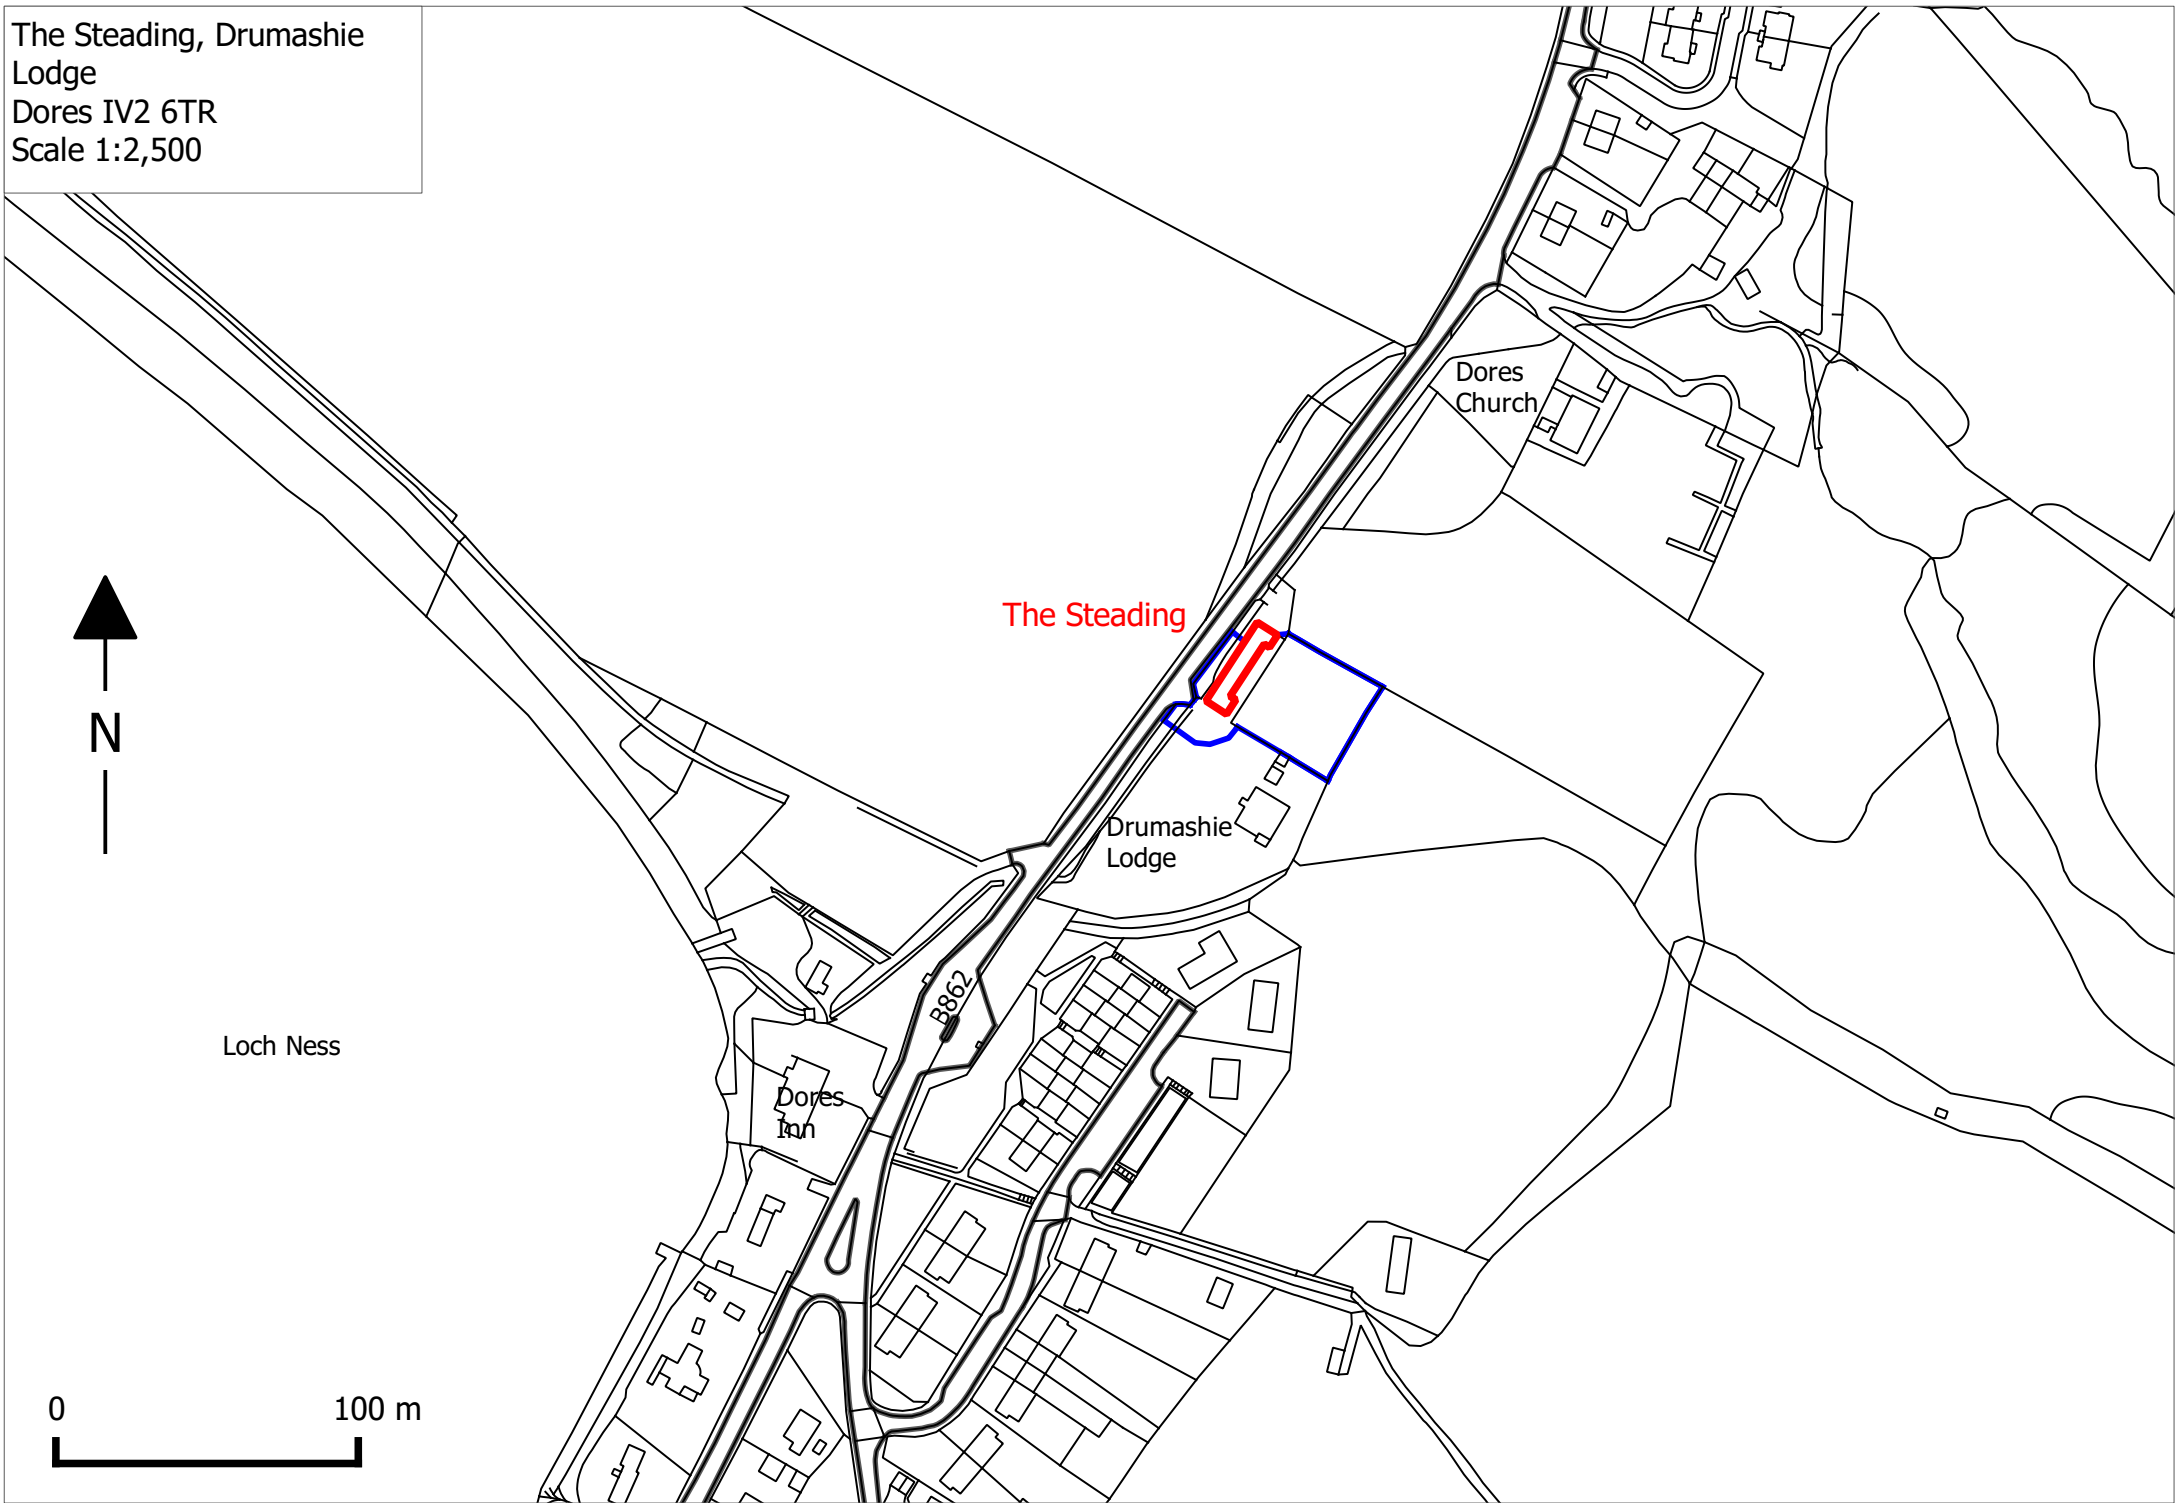 The Steading, Drumashie
Lodge
Dores IV2 6TR
Scale 1:2,500
Dores
Church
The Steading
N
Drumashie
Lodge
B862
Loch Ness
Dores
Inn
0
100 m